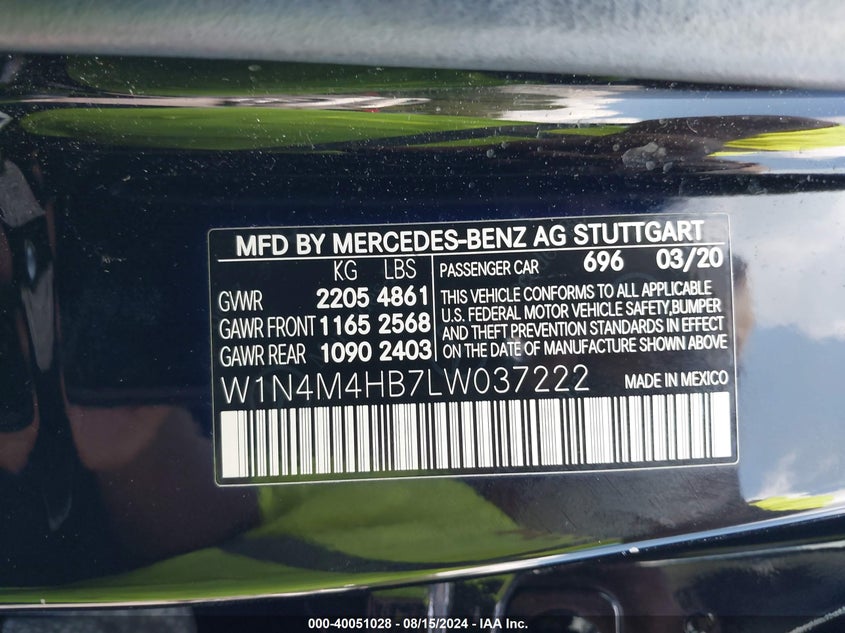 MFD BY MERCEDES-BENZ AG STUTTGART
KG LBS
GVWR 2205 4861
GAWR FRONT 1165 2568
GAWR REAR 1090 2403
PASSENGER CAR 696 03/20
THIS VEHICLE CONFORMS TO ALL APPLICABLE
U.S. FEDERAL MOTOR VEHICLE SAFETY,BUMPER
AND THEFT PREVENTION STANDARDS IN EFFECT
ON THE DATE OF MANUFACTURE SHOWN ABOVE
W1N4M4HB7LW037222 MADE IN MEXICO
000-40051028 - 08/15/2024 - IAA Inc.